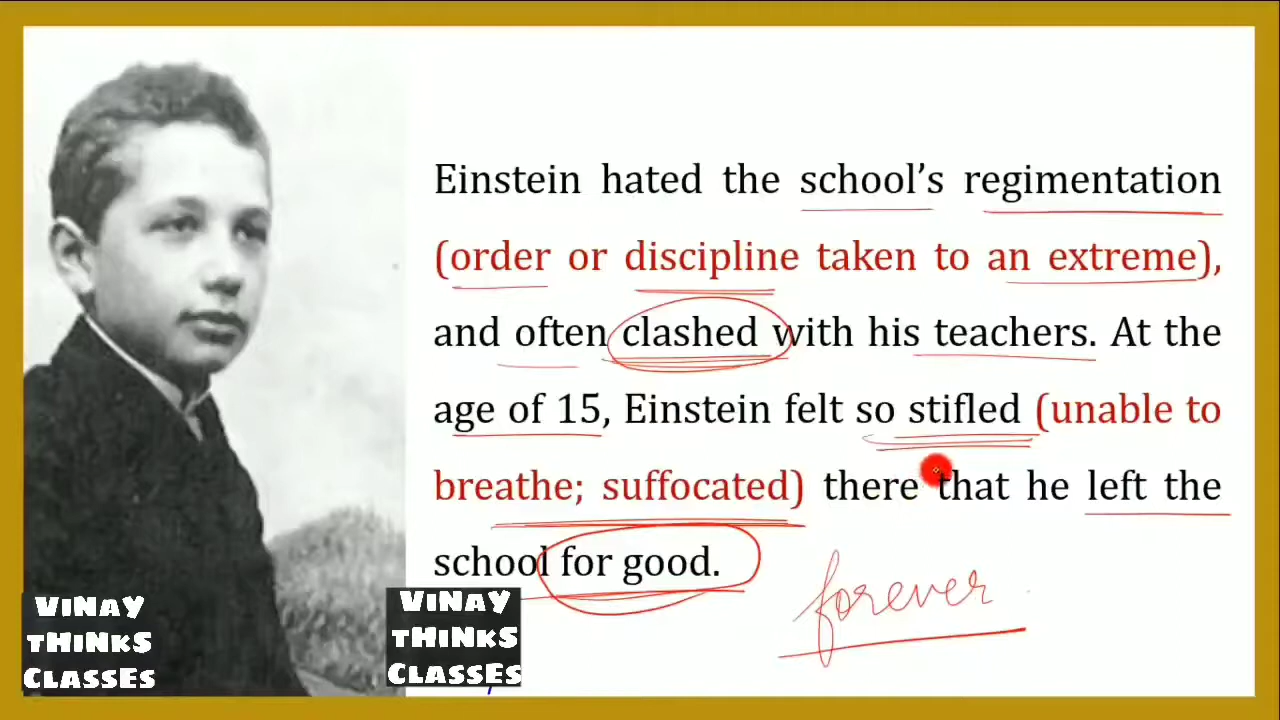 Einstein hated the school's regimentation
(order or discipline taken to an extreme),
and often clashed with his teachers. At the
age of 15, Einstein felt so stifled (unable to
breathe; suffocated) there that he left the
school for good.
forever
VINAY
THINKS
CLASSES
VINAY
THINKS
CLASSES